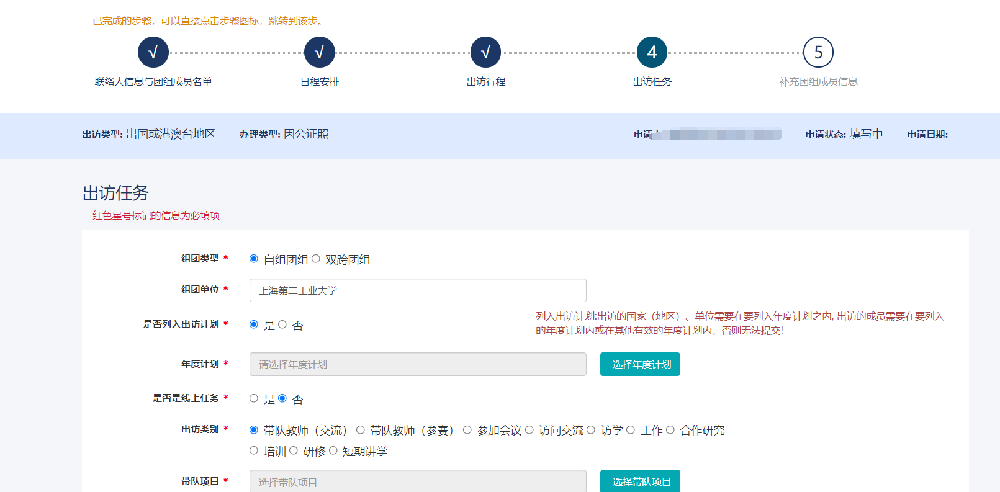 已完成的步骤，可以直接点击步骤图标，跳转到该步。
√ √ √ 4 5
联络人信息与团组成员名单 日程安排 出访行程 出访任务 补充团组成员信息
出访类型: 出国或港澳台地区 办理类型: 因公证照 申请 申请状态: 填写中 申请日期:
出访任务
红色星号标记的信息为必填项
组团类型 * 自组团组 双跨团组
组团单位 * 上海第二工业大学
是否列入出访计划 * 是 否
列入出访计划:出访的国家（地区）、单位需要在要列入年度计划之内, 出访的成员需要在要列入
的年度计划内或在其他有效的年度计划内，否则无法提交!
年度计划 * 请选择年度计划 选择年度计划
是否是线上任务 * 是 否
出访类别 * 带队教师（交流） 带队教师（参赛） 参加会议 访问交流 访学 工作 合作研究
培训 研修 短期讲学
带队项目 * 选择带队项目 选择带队项目